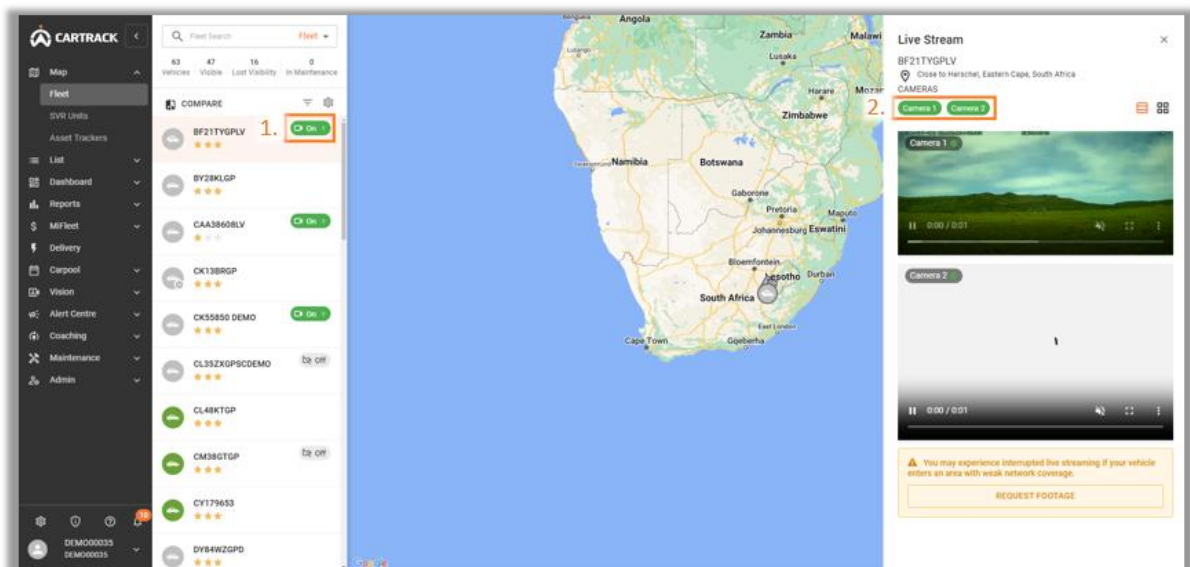 CARTRACK
Map
Fleet
SVR Units
Asset Trackers
List
Dashboard
Reports
MiFleet
Delivery
Carpool
Vision
Alert Centre
Coaching
Maintenance
Admin
10
DEMO00035
DEMO00035
Fleet Search
Fleet
63 47 16 0
Vehicles Visible Lost Visibility In Maintenance
COMPARE
1.
BF21TYGPLV On
BY28KLGP
CAA38608LV On
CK13BRGP
CK55850 DEMO On
CL35ZXGPSCDEMO Off
CL48KTGP
CM38GTGP Off
CY179653
DY84WZGPD
Benguela
Angola
Lubango
Zambia
Malawi
Lusaka
Harare
Zimbabwe
Namibia
Botswana
Gaborone
Pretoria
Maputo
Johannesburg
Eswatini
Bloemfontein
Lesotho
Durban
South Africa
East London
Cape Town
Gqeberha
Google
2.
Live Stream
BF21TYGPLV
Close to Herschel, Eastern Cape, South Africa
CAMERAS
Camera 1 Camera 2
Camera 1
0:00 / 0:01
Camera 2
0:00 / 0:01
You may experience interrupted live streaming if your vehicle
enters an area with weak network coverage.
REQUEST FOOTAGE